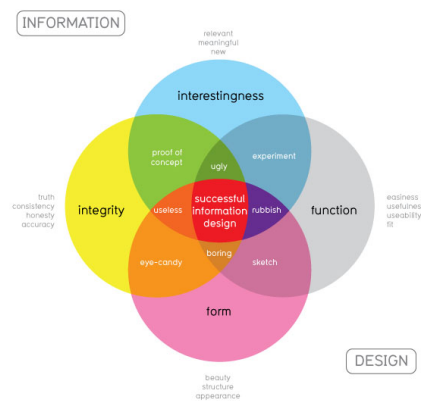 INFORMATION
relevant
meaningful
new
interestingness
proof of
concept
ugly
experiment
truth
consistency
honesty
accuracy
integrity
useless
successful
information
design
rubbish
function
easiness
usefulnes
useability
fit
boring
eye-candy
sketch
form
DESIGN
beauty
structure
appearance